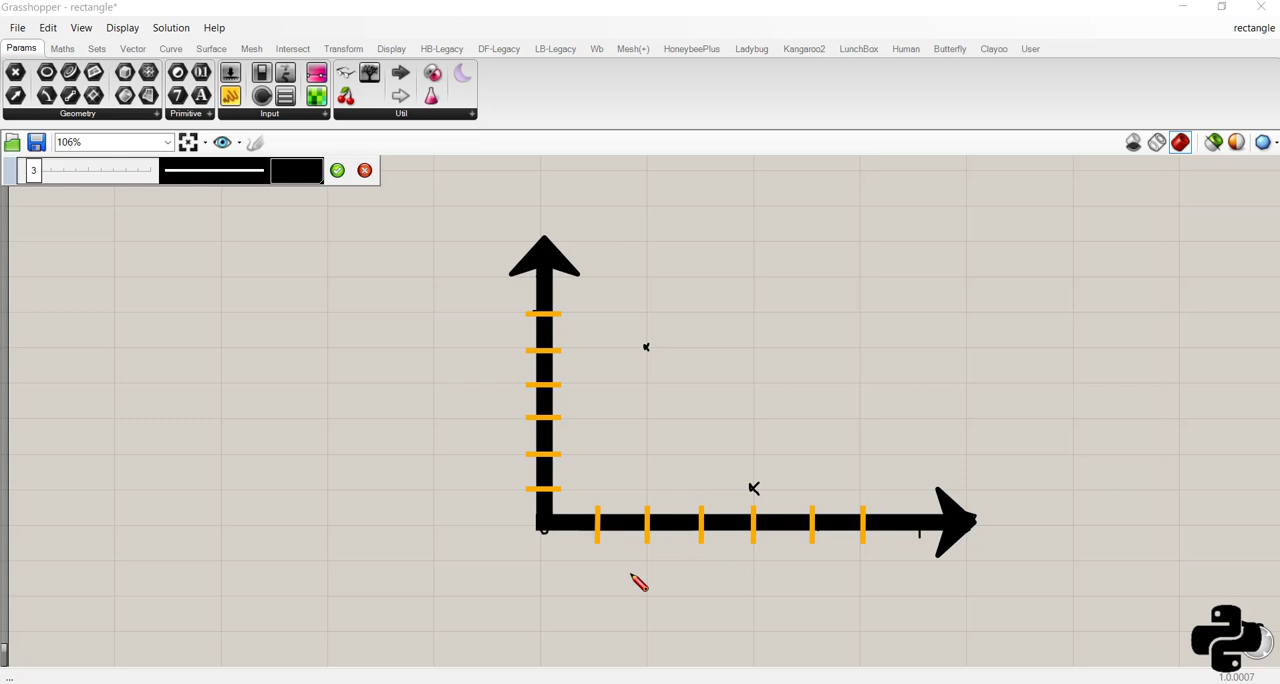 Grasshopper - rectangle*
File Edit View Display Solution Help rectangle
Params Maths Sets Vector Curve Surface Mesh Intersect Transform Display HB-Legacy DF-Legacy LB-Legacy Wb Mesh(+) HoneybeePlus Ladybug Kangaroo2 LunchBox Human Butterfly Clayoo User
Geometry + Primitive + Input + Util +
106%
3
1.0.0007
...